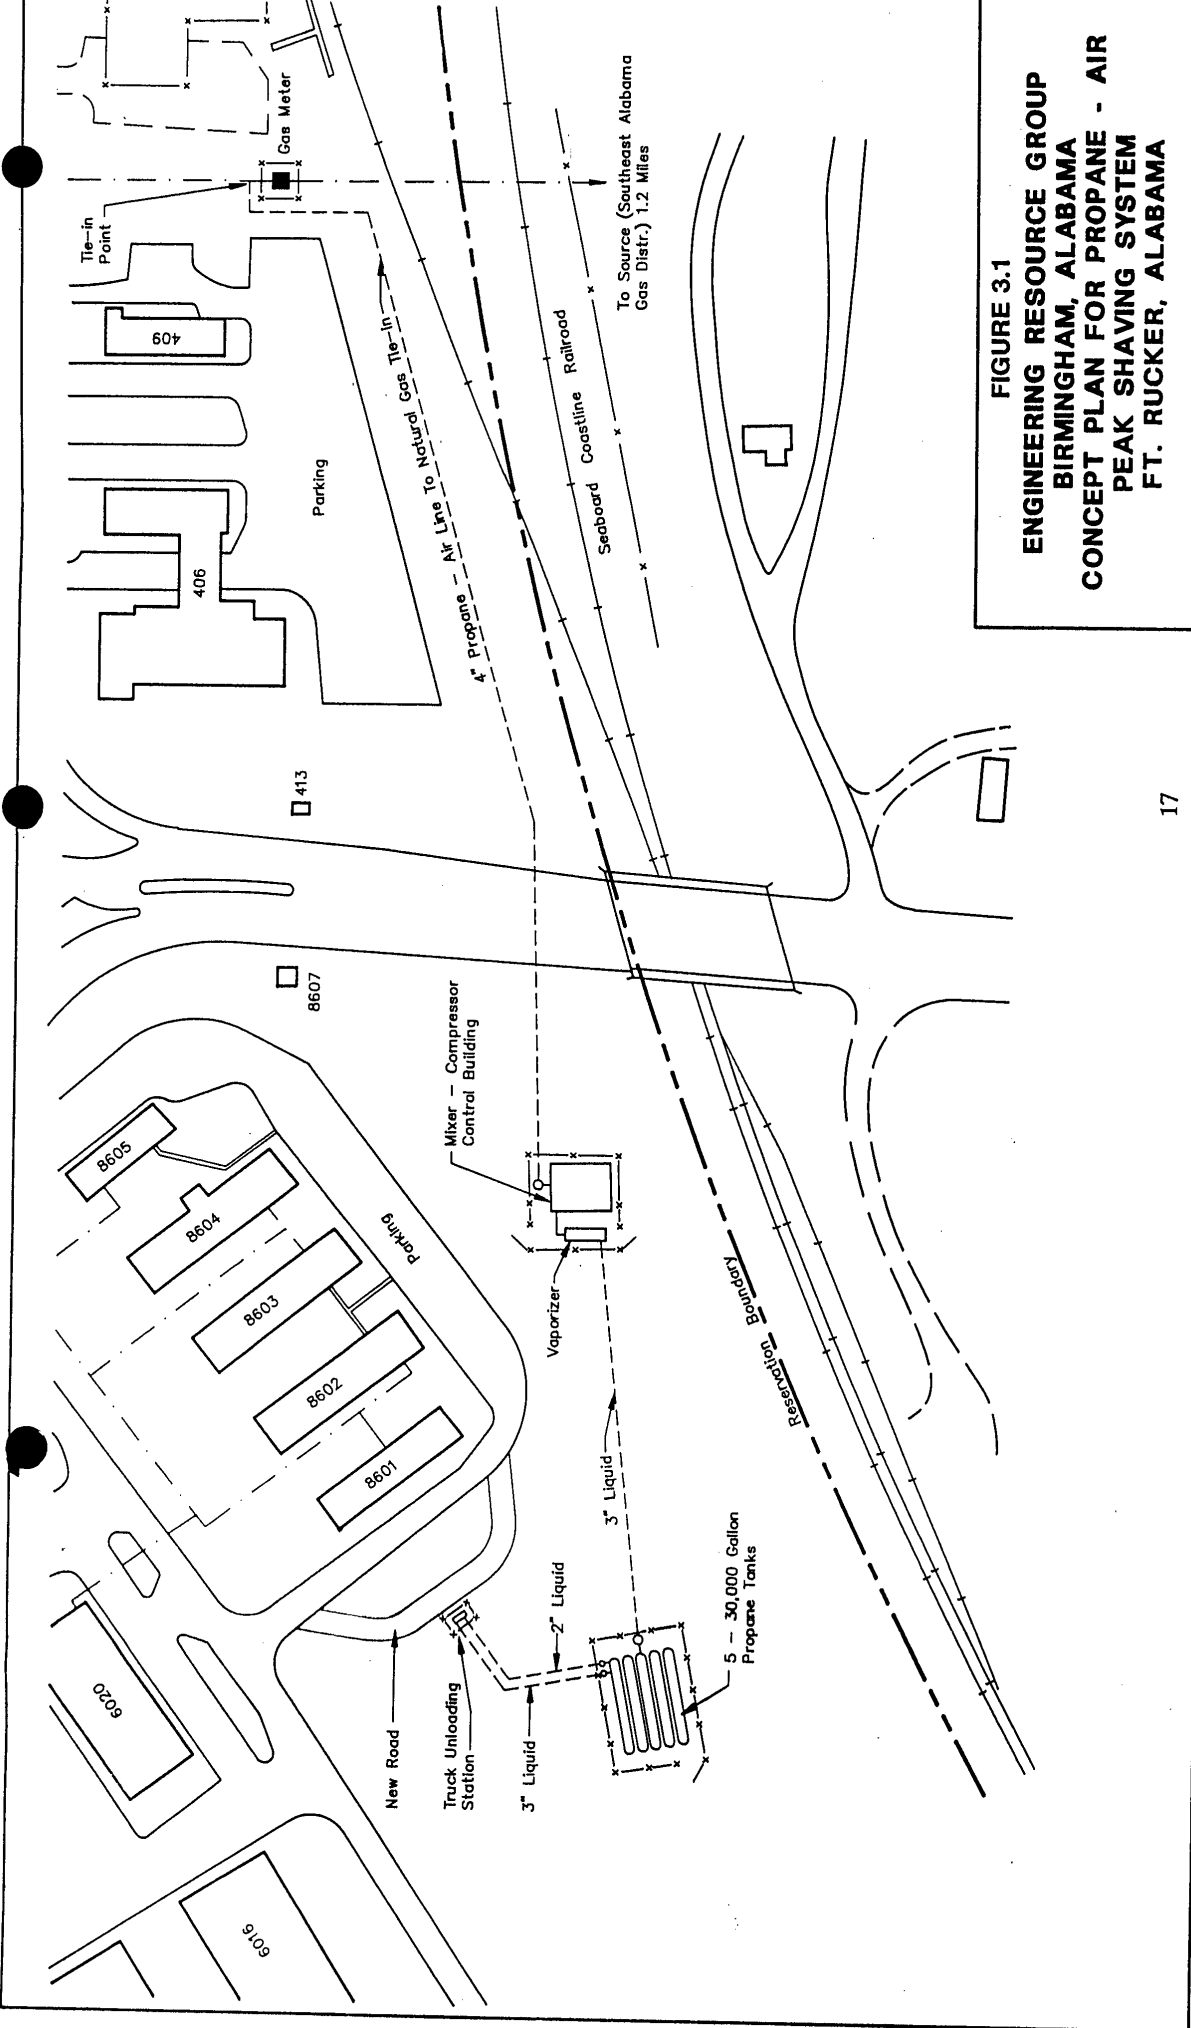 Gas Meter
Tie-in
Point
409
To Source (Southeast Alabama
Gas Distr.) 1.2 Miles
4" Propane - Air Line To Natural Gas Tie-in
Seaboard Coastline Railroad
Parking
406
413
8607
Mixer - Compressor
Control Building
8605
8604
8603
8602
8601
Parking
Vaporizer
Reservation Boundary
3" Liquid
5 - 30,000 Gallon
Propane Tanks
2" Liquid
3" Liquid
Truck Unloading
Station
New Road
6020
6016
FIGURE 3.1
ENGINEERING RESOURCE GROUP
BIRMINGHAM, ALABAMA
CONCEPT PLAN FOR PROPANE - AIR
PEAK SHAVING SYSTEM
FT. RUCKER, ALABAMA
17